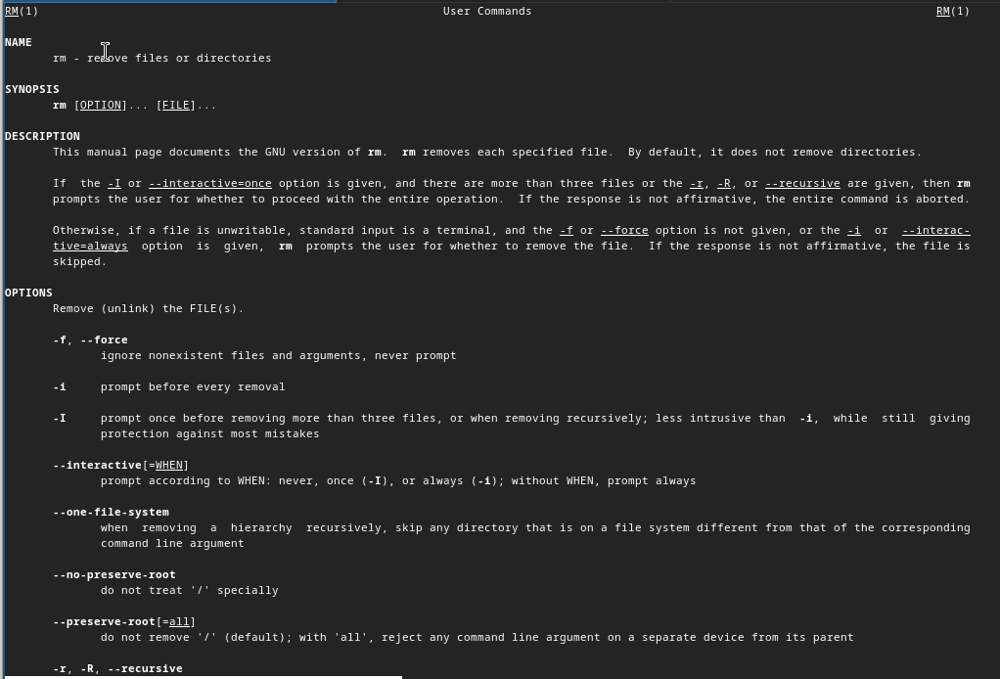 RM(1) User Commands RM(1)
NAME
rm - remove files or directories
SYNOPSIS
rm [OPTION]... [FILE]...
DESCRIPTION
This manual page documents the GNU version of rm. rm removes each specified file. By default, it does not remove directories.
If the -I or --interactive=once option is given, and there are more than three files or the -r, -R, or --recursive are given, then rm
prompts the user for whether to proceed with the entire operation. If the response is not affirmative, the entire command is aborted.
Otherwise, if a file is unwritable, standard input is a terminal, and the -f or --force option is not given, or the -i or --interac-
tive=always option is given, rm prompts the user for whether to remove the file. If the response is not affirmative, the file is
skipped.
OPTIONS
Remove (unlink) the FILE(s).
-f, --force
ignore nonexistent files and arguments, never prompt
-i prompt before every removal
-I prompt once before removing more than three files, or when removing recursively; less intrusive than -i, while still giving
protection against most mistakes
--interactive[=WHEN]
prompt according to WHEN: never, once (-I), or always (-i); without WHEN, prompt always
--one-file-system
when removing a hierarchy recursively, skip any directory that is on a file system different from that of the corresponding
command line argument
--no-preserve-root
do not treat '/' specially
--preserve-root[=all]
do not remove '/' (default); with 'all', reject any command line argument on a separate device from its parent
-r, -R, --recursive